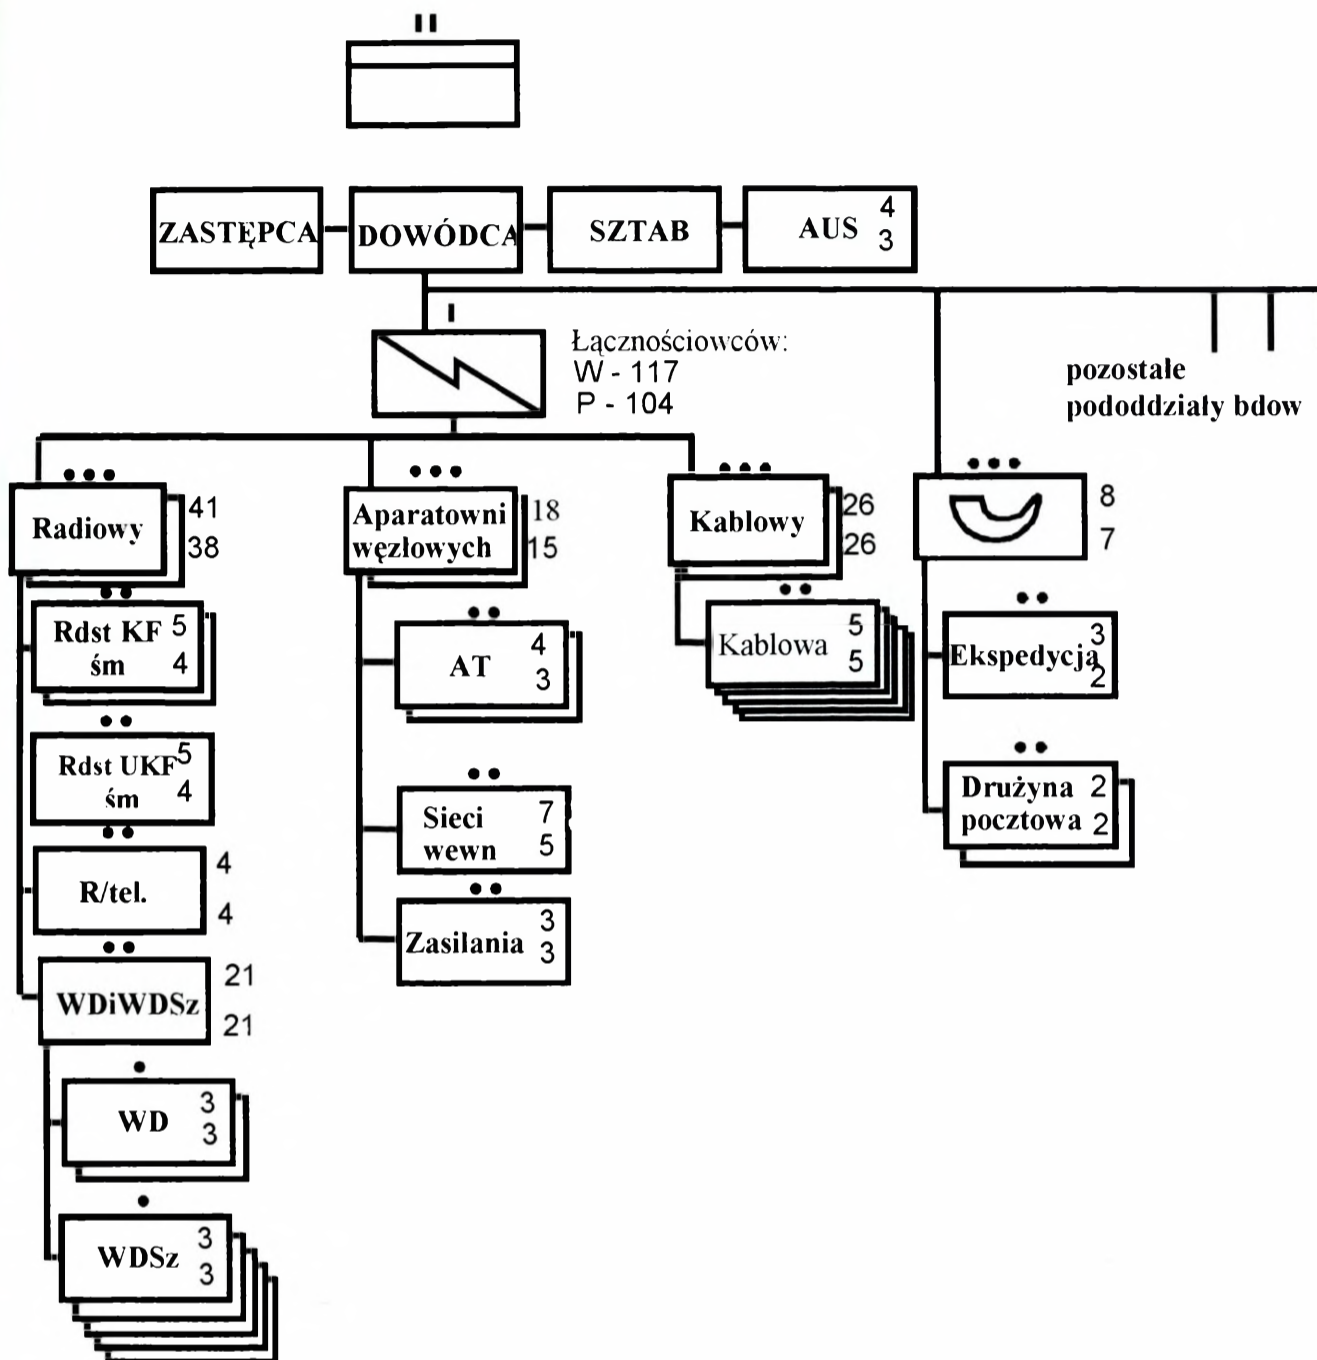 II
ZASTĘPCA
DOWÓDCA
SZTAB
AUS 4
3
I
Łącznościowców:
W - 117
P - 104
pozostałe
pododdziały bdow
Radiowy
41
38
Aparatowni
węzłowych
18
15
Kablowy
26
26
8
7
Rdst KF 5
śm 4
Rdst UKF 5
śm 4
R/tel.
4
4
WDiWDSz
21
21
WD 3
3
WDSz 3
3
AT 4
3
Sieci 7
wewn 5
Zasilania 3
3
Kablowa 5
5
Ekspedycja 3
2
Drużyna 2
pocztowa 2